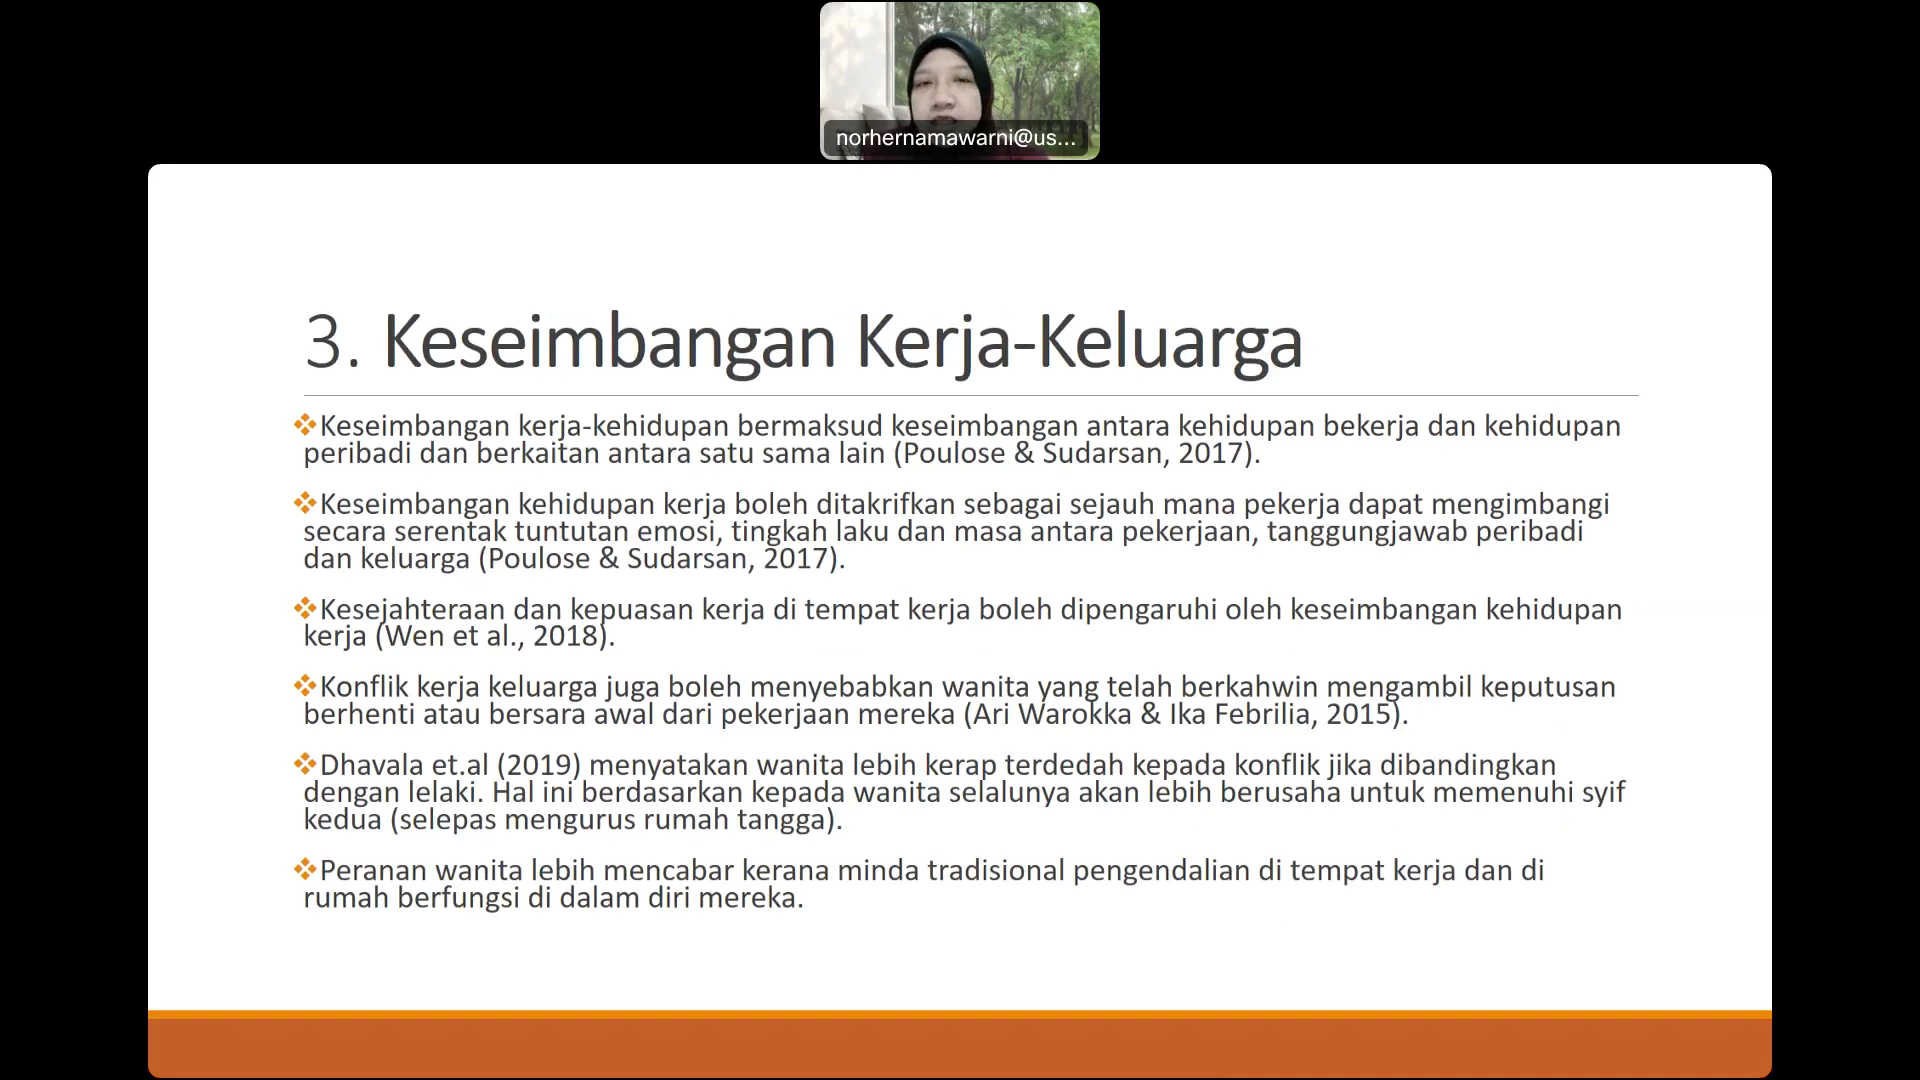 norhernamawarni@us...
3. Keseimbangan Kerja-Keluarga
❖Keseimbangan kerja-kehidupan bermaksud keseimbangan antara kehidupan bekerja dan kehidupan
peribadi dan berkaitan antara satu sama lain (Poulose & Sudarsan, 2017).
❖Keseimbangan kehidupan kerja boleh ditakrifkan sebagai sejauh mana pekerja dapat mengimbangi
secara serentak tuntutan emosi, tingkah laku dan masa antara pekerjaan, tanggungjawab peribadi
dan keluarga (Poulose & Sudarsan, 2017).
❖Kesejahteraan dan kepuasan kerja di tempat kerja boleh dipengaruhi oleh keseimbangan kehidupan
kerja (Wen et al., 2018).
❖Konflik kerja keluarga juga boleh menyebabkan wanita yang telah berkahwin mengambil keputusan
berhenti atau bersara awal dari pekerjaan mereka (Ari Warokka & Ika Febrilia, 2015).
❖Dhavala et.al (2019) menyatakan wanita lebih kerap terdedah kepada konflik jika dibandingkan
dengan lelaki. Hal ini berdasarkan kepada wanita selalunya akan lebih berusaha untuk memenuhi syif
kedua (selepas mengurus rumah tangga).
❖Peranan wanita lebih mencabar kerana minda tradisional pengendalian di tempat kerja dan di
rumah berfungsi di dalam diri mereka.